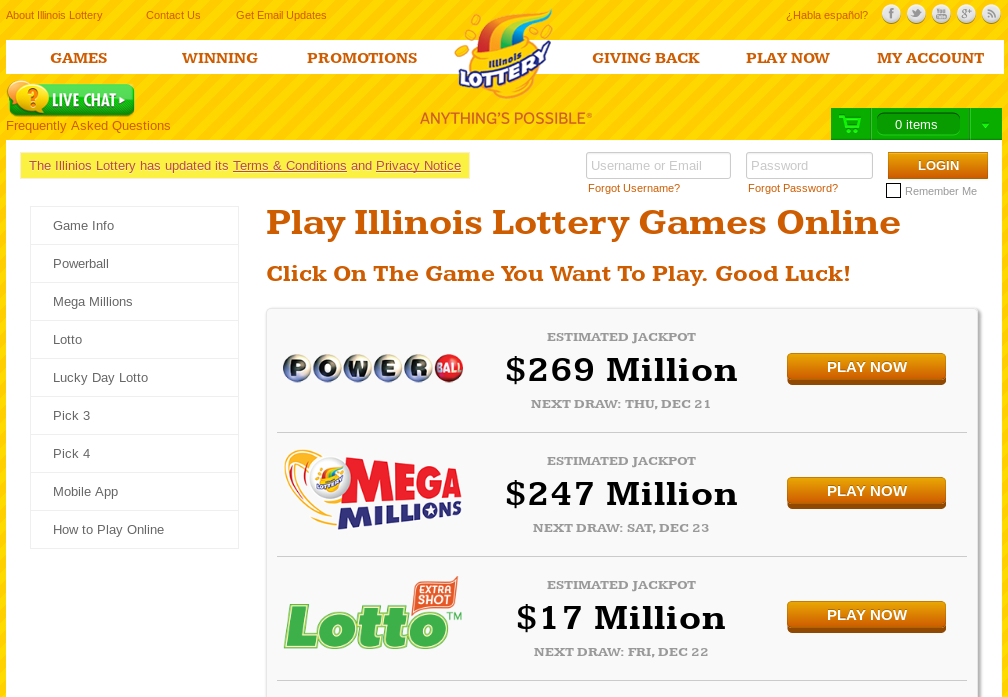 About Illinois Lottery
Contact Us
Get Email Updates
¿Habla español?
GAMES
WINNING
PROMOTIONS
Illinois
LOTTERY
GIVING BACK
PLAY NOW
MY ACCOUNT
LIVE CHAT
Frequently Asked Questions
ANYTHING'S POSSIBLE®
0 items
The Illinios Lottery has updated its Terms & Conditions and Privacy Notice
Username or Email
Password
LOGIN
Forgot Username?
Forgot Password?
Remember Me
Game Info
Powerball
Mega Millions
Lotto
Lucky Day Lotto
Pick 3
Pick 4
Mobile App
How to Play Online
Play Illinois Lottery Games Online
Click On The Game You Want To Play. Good Luck!
POWERBALL
ESTIMATED JACKPOT
$269 Million
NEXT DRAW: THU, DEC 21
PLAY NOW
LOTTERY
MEGA
MILLIONS
ESTIMATED JACKPOT
$247 Million
NEXT DRAW: SAT, DEC 23
PLAY NOW
EXTRA
SHOT
Lotto™
ESTIMATED JACKPOT
$17 Million
NEXT DRAW: FRI, DEC 22
PLAY NOW